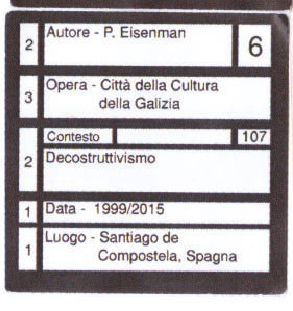 2 Autore - P. Eisenman 6
3 Opera - Città della Cultura
della Galizia
Contesto 107
2 Decostruttivismo
1 Data - 1999/2015
1 Luogo - Santiago de
Compostela, Spagna